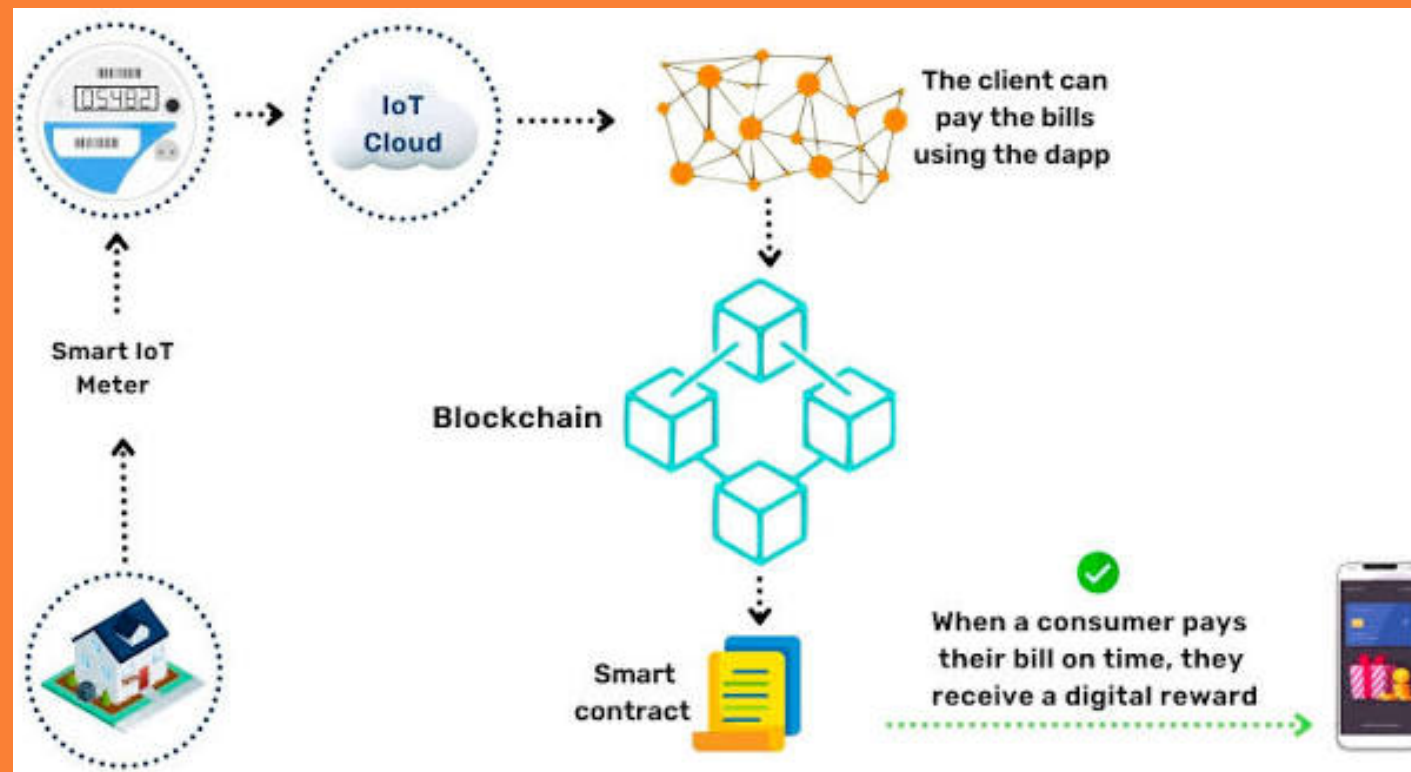 05482
IoT
Cloud
The client can
pay the bills
using the dapp
Smart IoT
Meter
Blockchain
Smart
contract
When a consumer pays
their bill on time, they
receive a digital reward